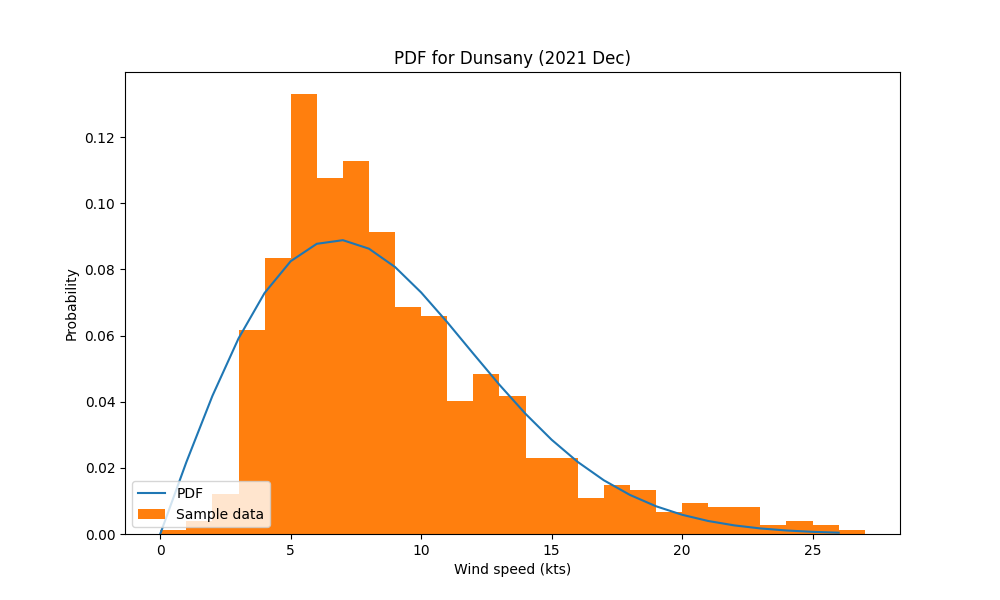 PDF for Dunsany (2021 Dec)
Probability
0.12
0.10
0.08
0.06
0.04
0.02
0.00
PDF
Sample data
0 5 10 15 20 25
Wind speed (kts)